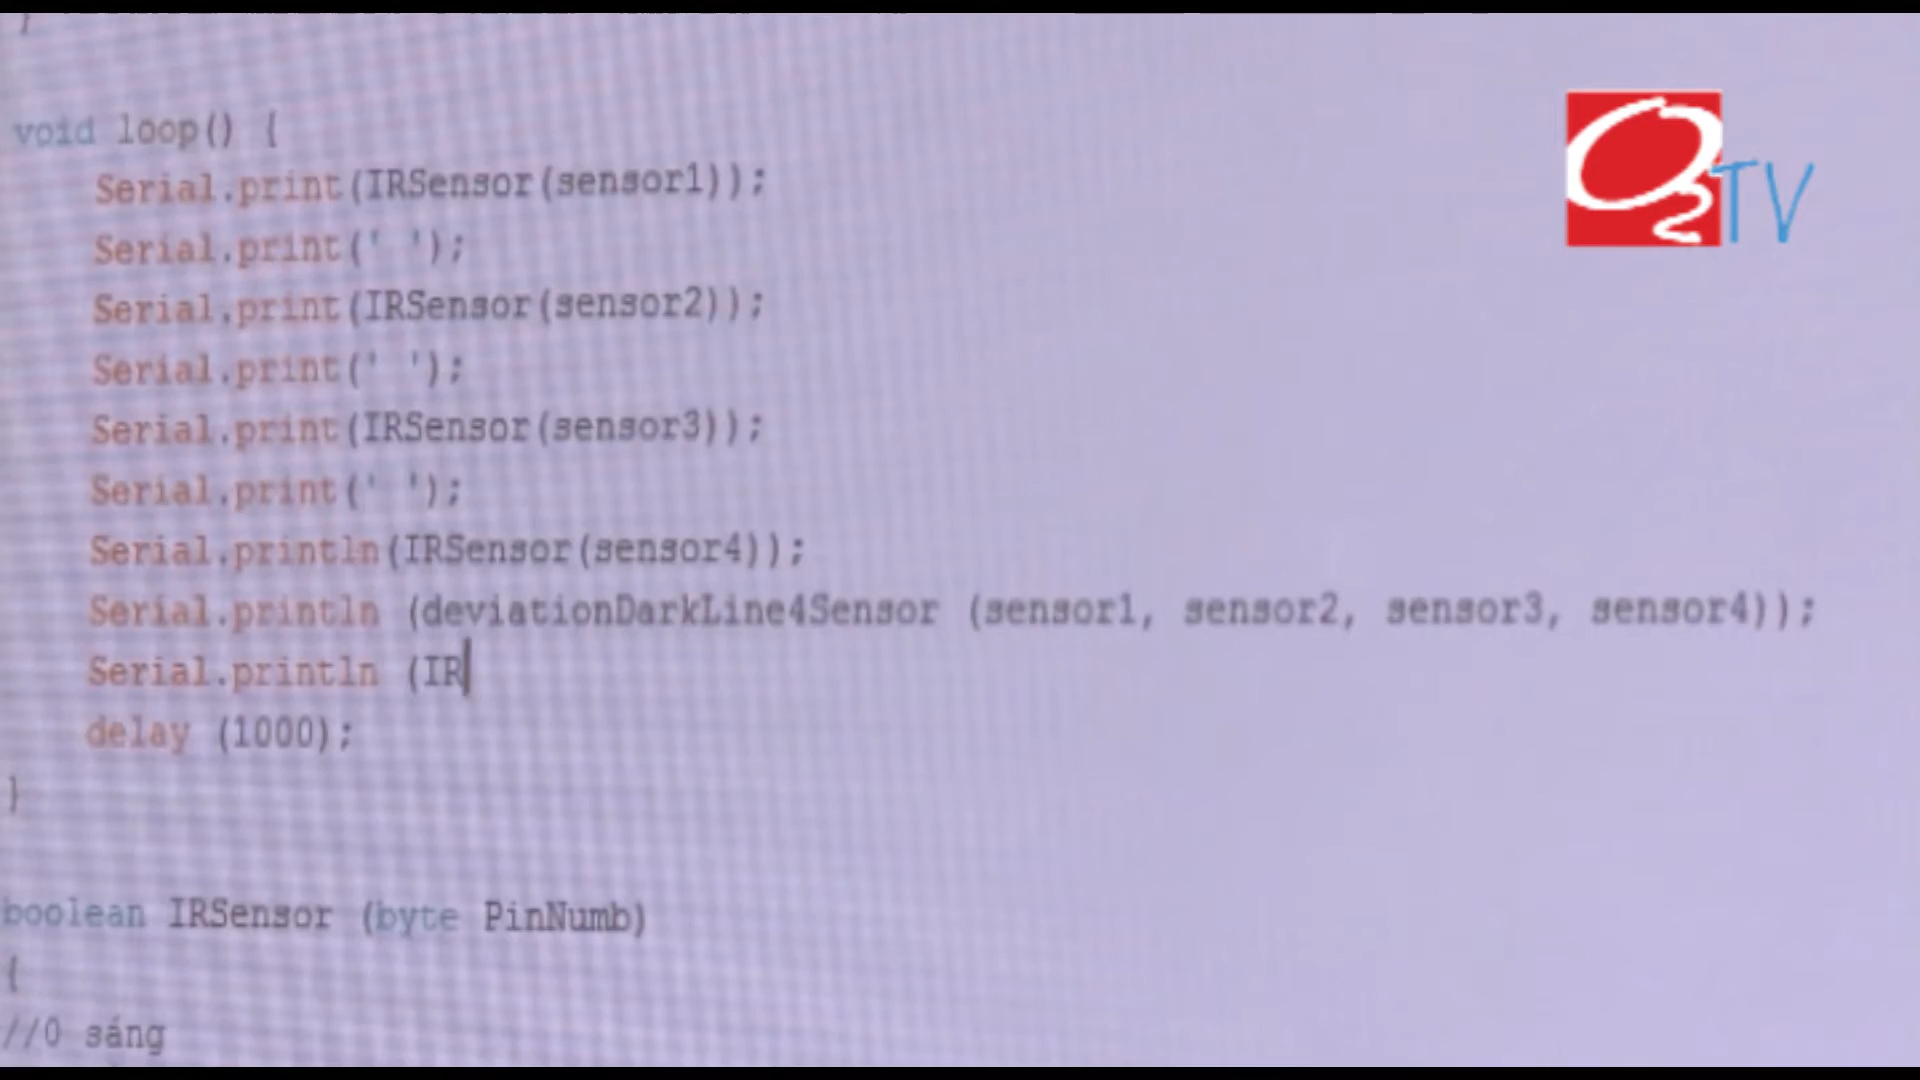 }
void loop() {
Serial.print(IRSensor(sensor1));
Serial.print(' ');
Serial.print(IRSensor(sensor2));
Serial.print(' ');
Serial.print(IRSensor(sensor3));
Serial.print(' ');
Serial.println(IRSensor(sensor4));
Serial.println (deviationDarkLine4Sensor (sensor1, sensor2, sensor3, sensor4));
Serial.println (IR
delay (1000);
}
boolean IRSensor (byte PinNumb)
{
//0 sáng
O2TV